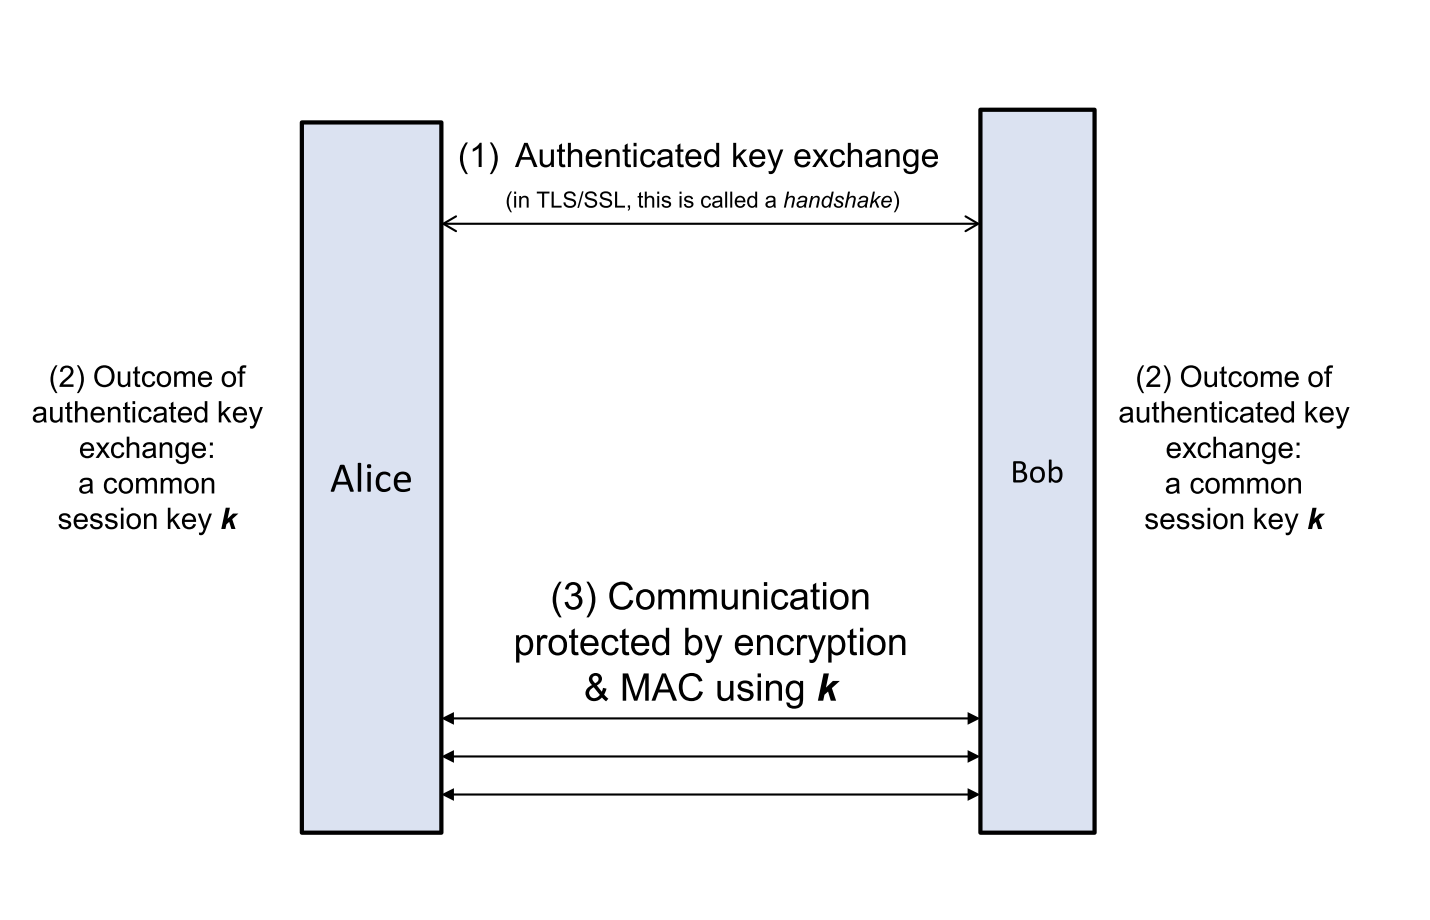 (1) Authenticated key exchange
(in TLS/SSL, this is called a handshake)
(2) Outcome of
authenticated key
exchange:
a common
session key k
Alice
Bob
(2) Outcome of
authenticated key
exchange:
a common
session key k
(3) Communication
protected by encryption
& MAC using k